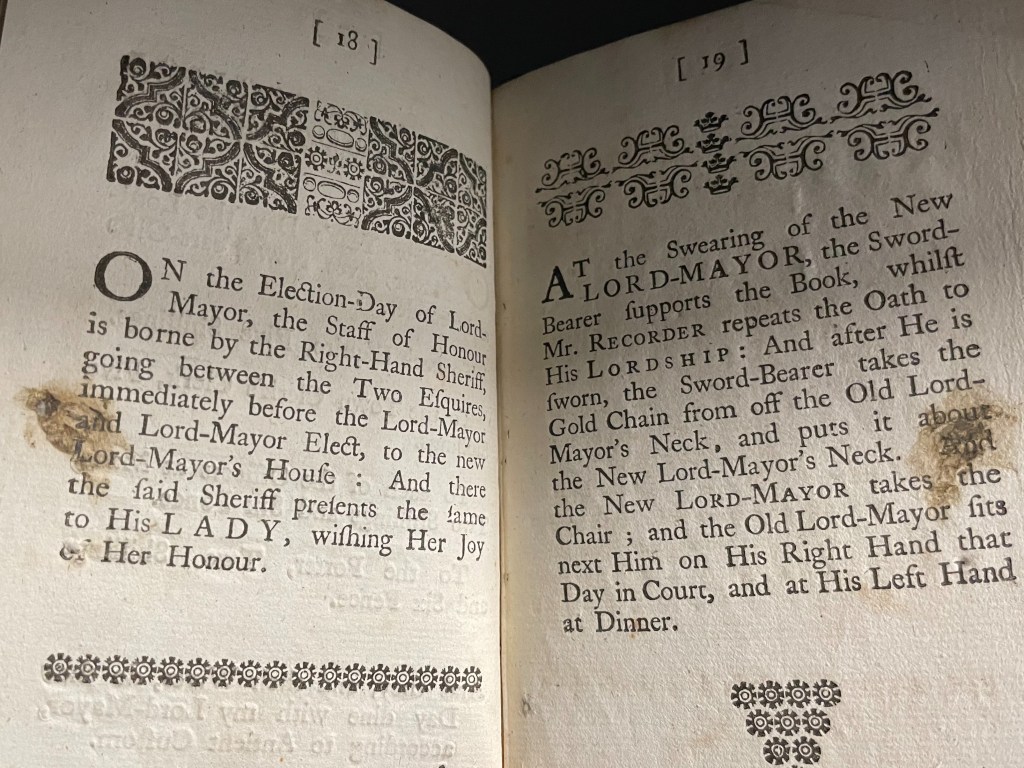 [ 18 ]
ON the Election-Day of Lord-
Mayor, the Staff of Honour
is borne by the Right-Hand Sheriff,
going between the Two Eſquires,
immediately before the Lord-Mayor
and Lord-Mayor Elect, to the new
Lord-Mayor's Houſe : And there
the ſaid Sheriff preſents the ſame
to His LADY, wiſhing Her Joy
of Her Honour.
[ 19 ]
AT the Swearing of the New
LORD-MAYOR, the Sword-
Bearer ſupports the Book, whilſt
Mr. RECORDER repeats the Oath to
His LORDSHIP : And after He is
ſworn, the Sword-Bearer takes the
Gold Chain from off the Old Lord-
Mayor's Neck, and puts it about
the New Lord-Mayor's Neck. And
the New LORD-MAYOR takes the
Chair ; and the Old Lord-Mayor ſits
next Him on His Right Hand that
Day in Court, and at His Left Hand
at Dinner.